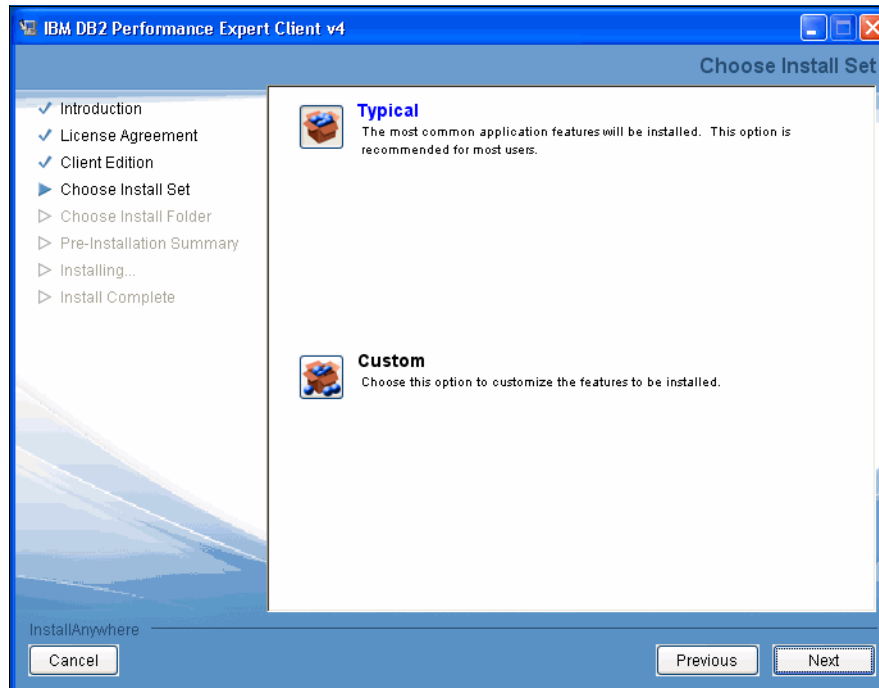 IBM DB2 Performance Expert Client v4
Choose Install Set
Introduction
License Agreement
Client Edition
Choose Install Set
Choose Install Folder
Pre-Installation Summary
Installing...
Install Complete
Typical
The most common application features will be installed. This option is
recommended for most users.
Custom
Choose this option to customize the features to be installed.
InstallAnywhere
Cancel
Previous
Next